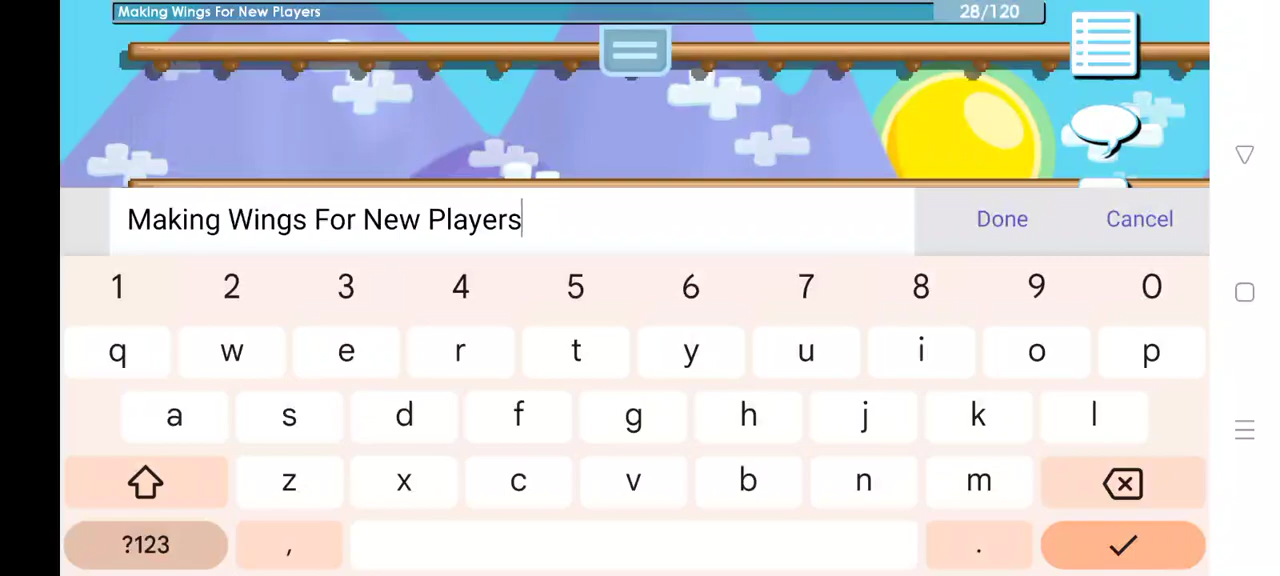 Making Wings For New Players 28/120
Making Wings For New Players Done Cancel
1 2 3 4 5 6 7 8 9 0
q w e r t y u i o p
a s d f g h j k l
z x c v b n m
?123 , .